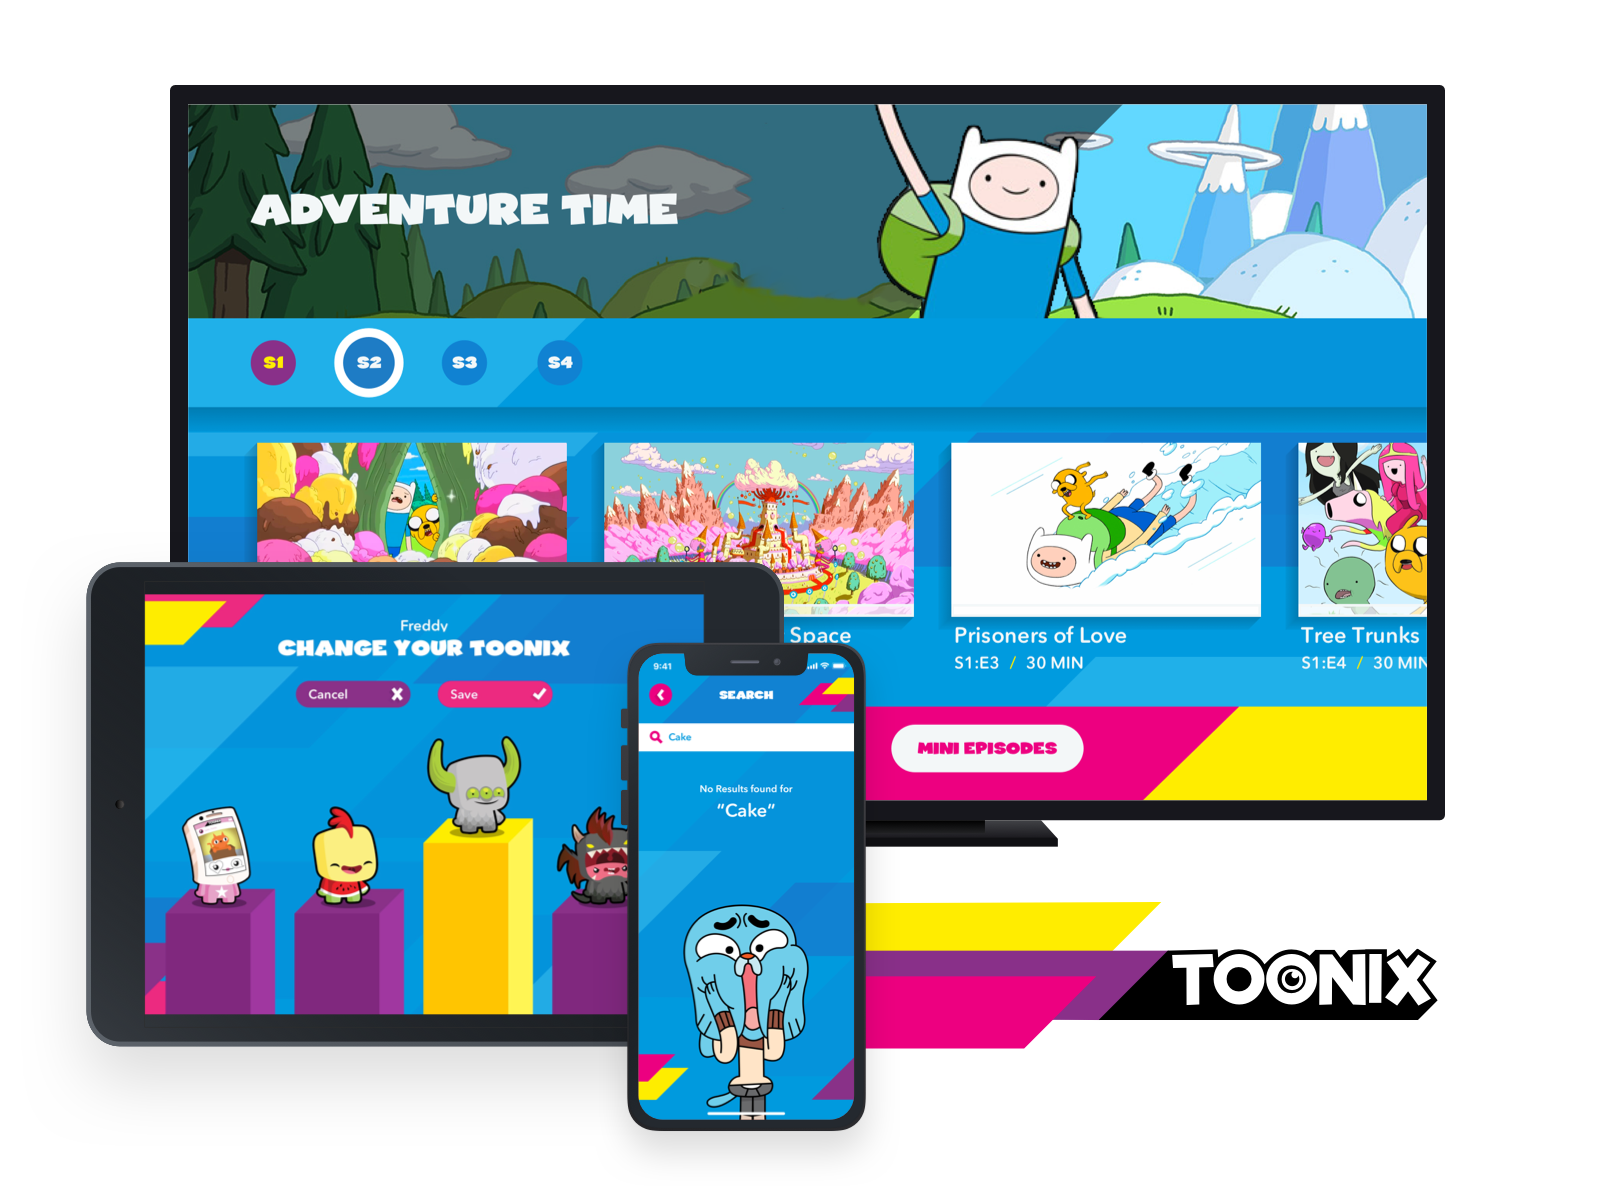 ADVENTURE TIME
S1
S2
S3
S4
Space
Prisoners of Love
S1:E3 / 30 MIN
Tree Trunks
S1:E4 / 30 MIN
MINI EPISODES
Freddy
CHANGE YOUR TOONIX
Cancel
Save
9:41
SEARCH
Cake
No Results found for
“Cake”
TOONIX